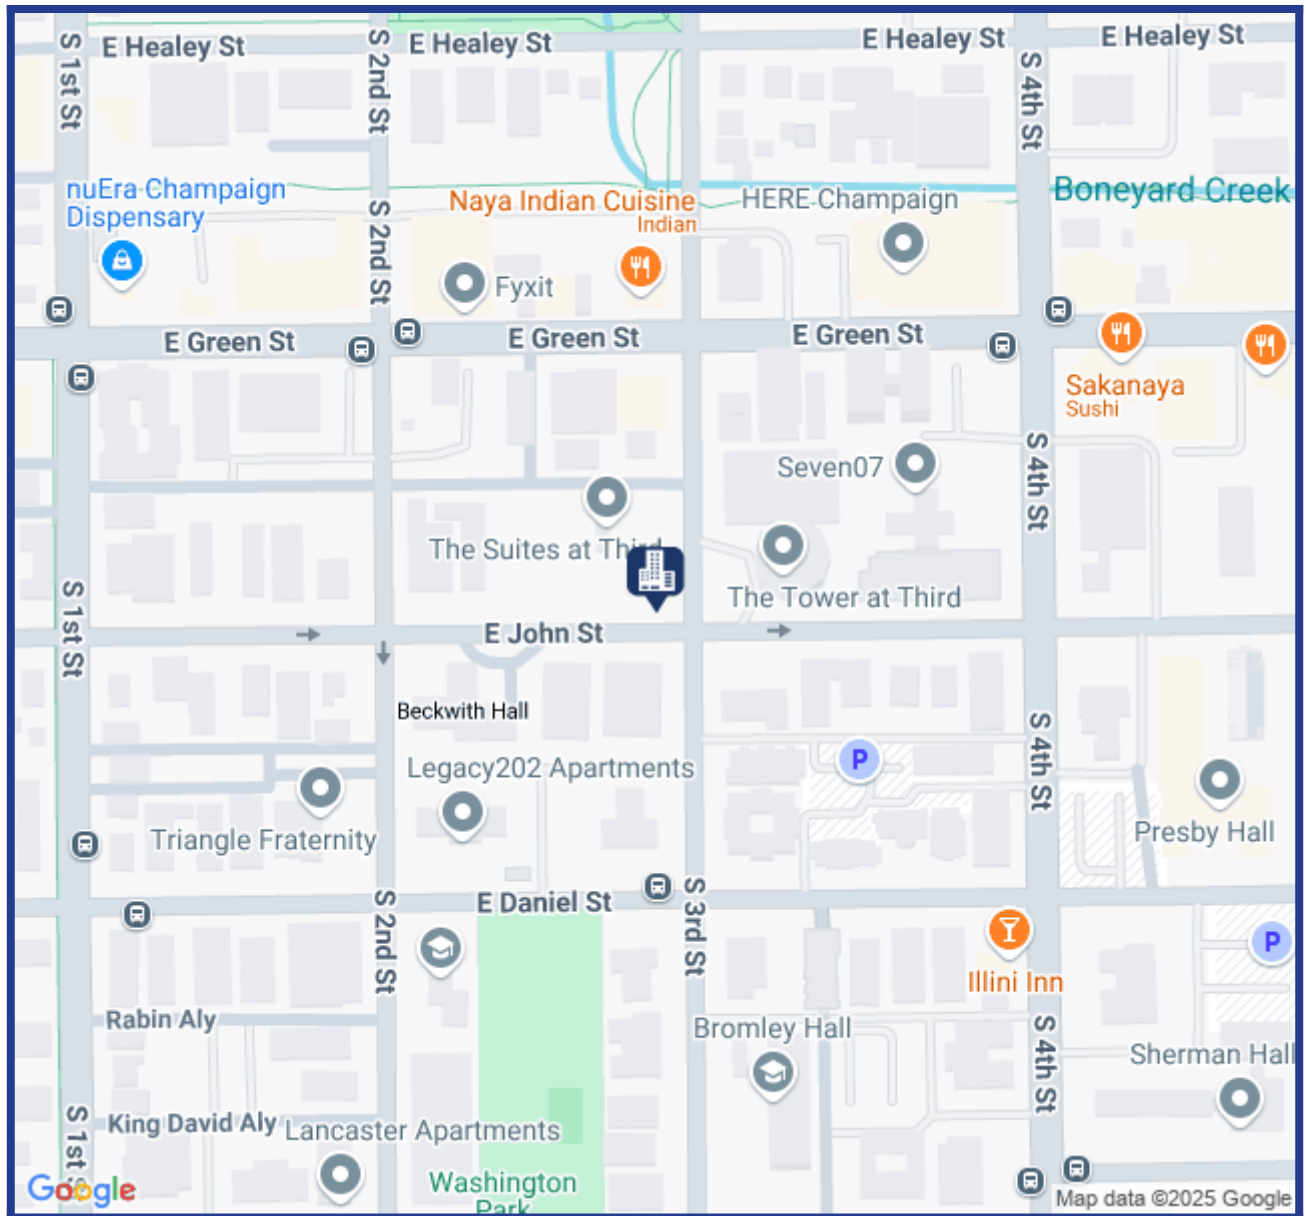 E Healey St
E Healey St
E Healey St
E Healey St
S 1st St
S 2nd St
S 4th St
nuEra Champaign
Dispensary
S 2nd St
Naya Indian Cuisine
Indian
HERE Champaign
Boneyard Creek
Fyxit
E Green St
E Green St
E Green St
Sakanaya
Sushi
S 4th St
Seven07
The Suites at Third
The Tower at Third
S 1st St
E John St
Beckwith Hall
S 4th St
Legacy202 Apartments
P
Triangle Fraternity
Presby Hall
E Daniel St
S 2nd St
S 3rd St
P
Illini Inn
Rabin Aly
Bromley Hall
S 4th St
Sherman Hall
King David Aly
Lancaster Apartments
S 1st S
Washington
Park
Google
Map data ©2025 Google